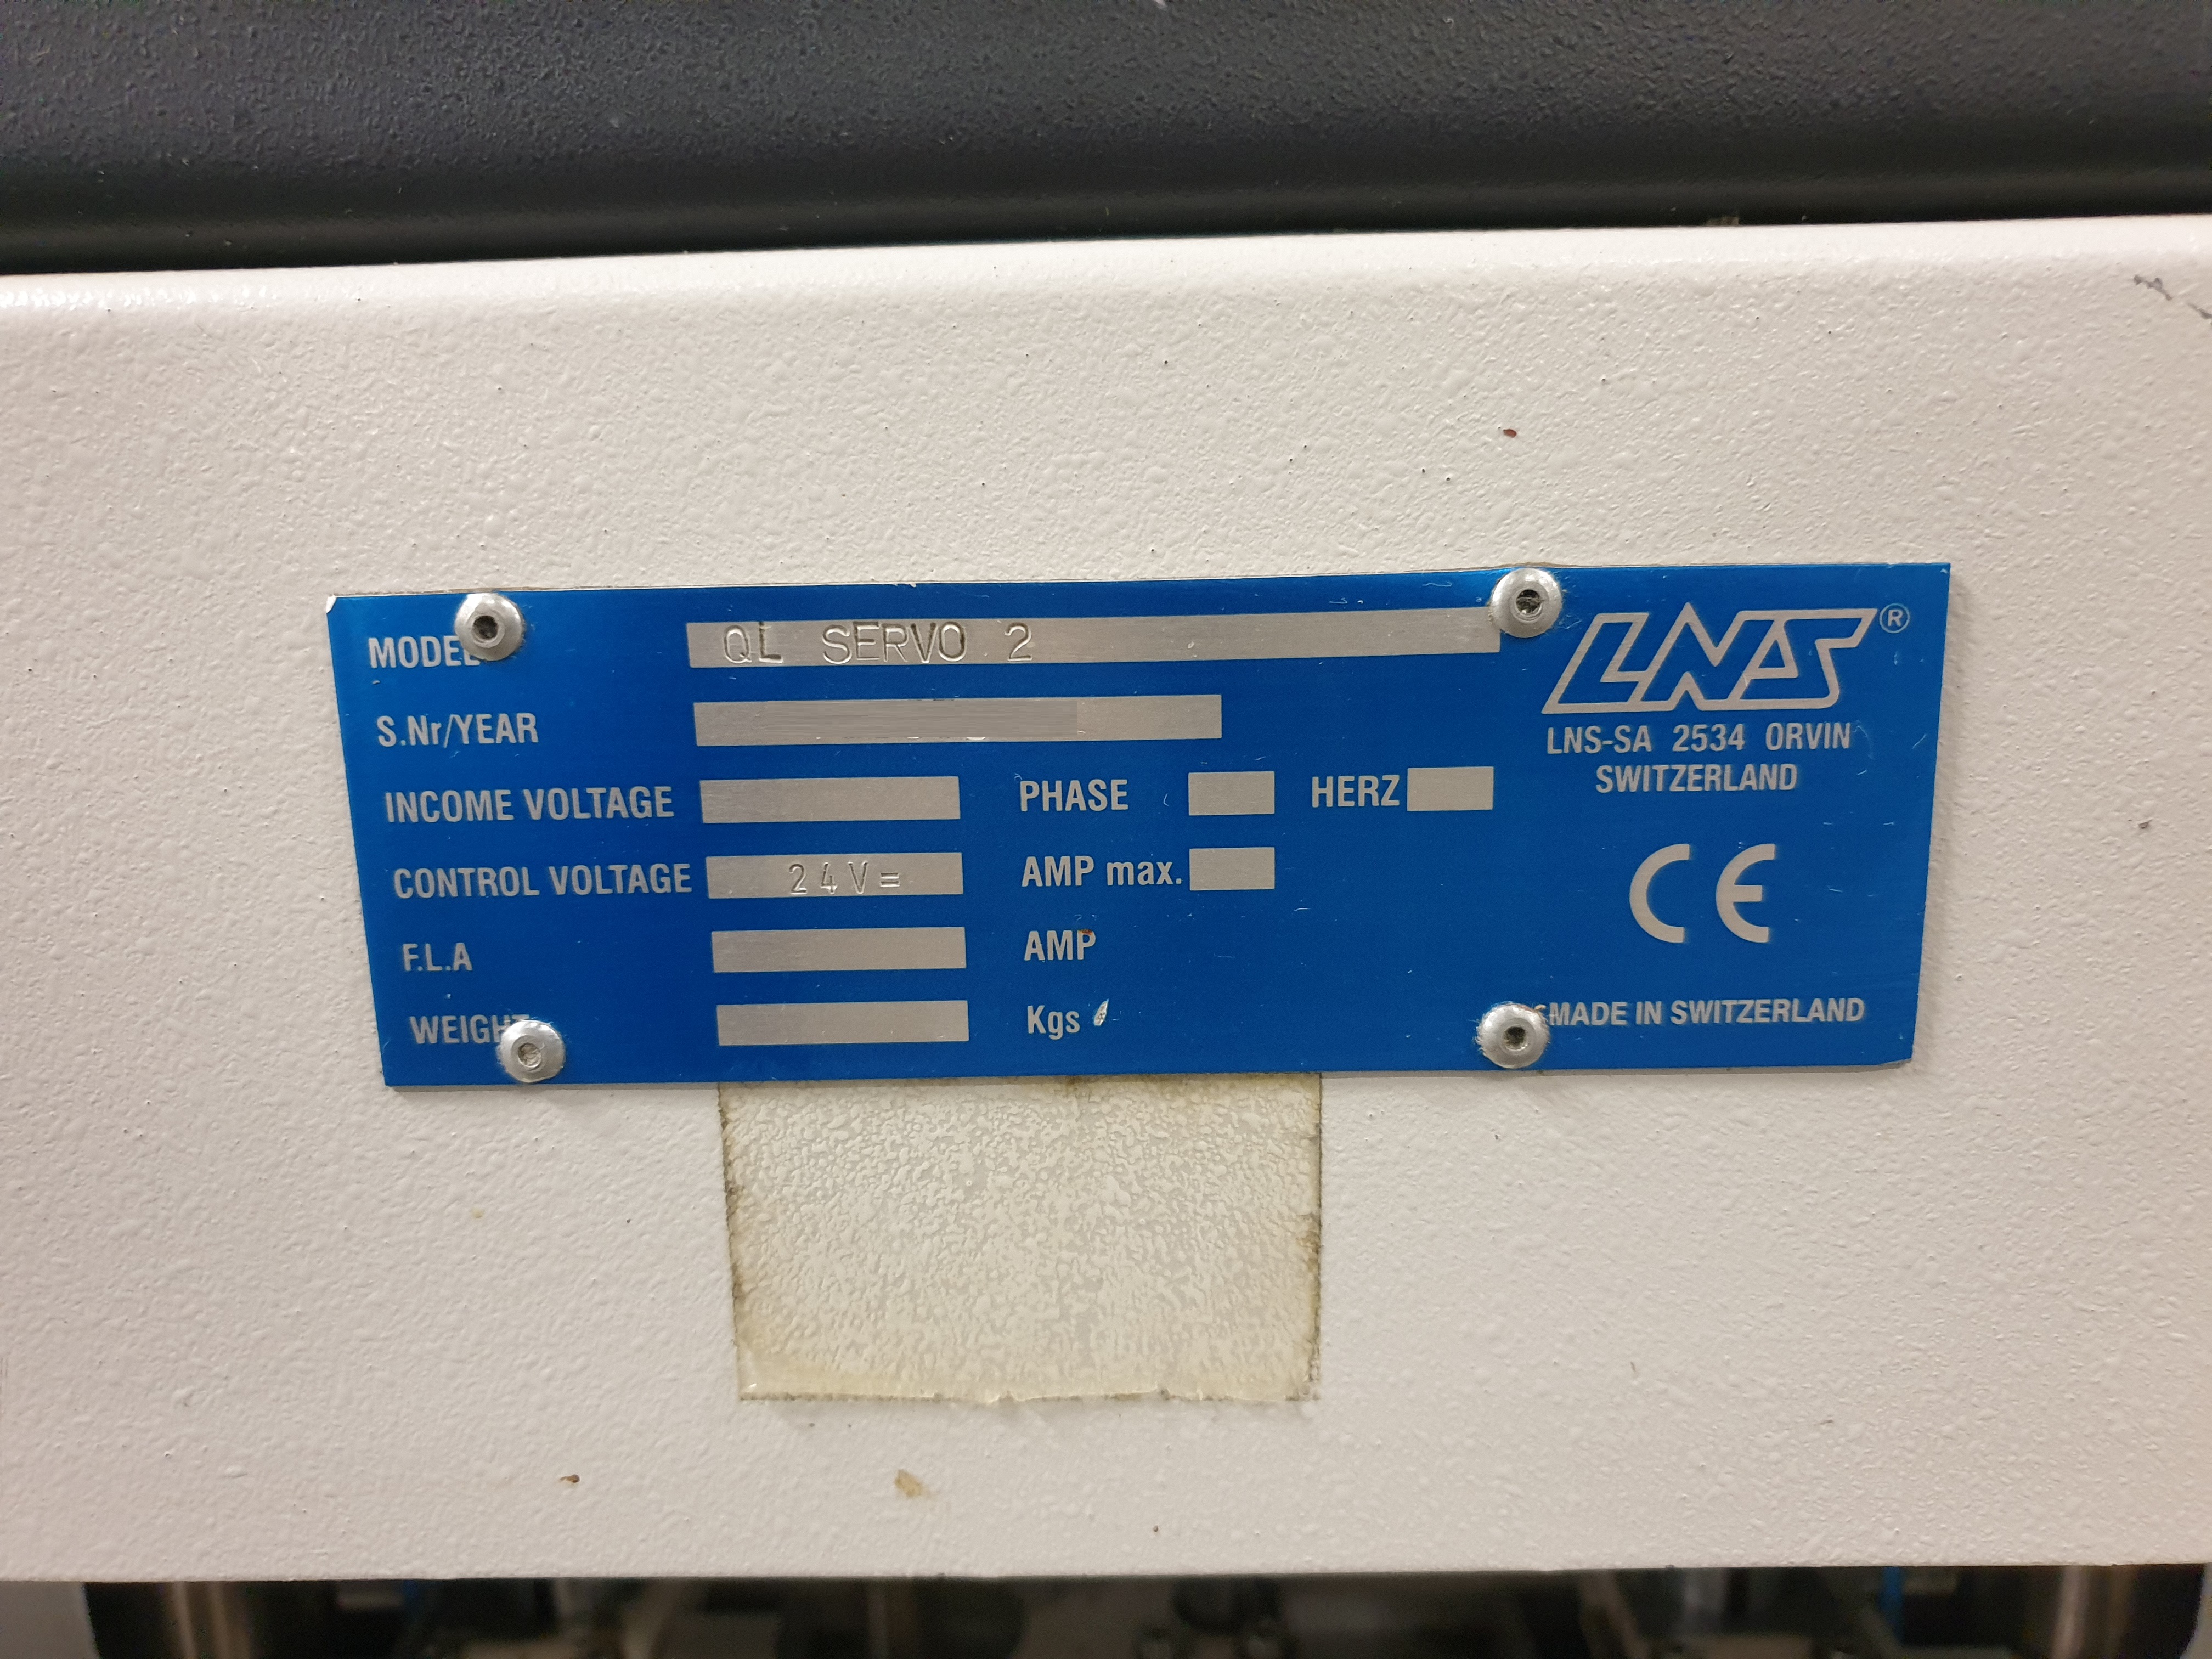 MODEL QL SERVO 2
S.Nr/YEAR
INCOME VOLTAGE PHASE HERZ
CONTROL VOLTAGE 24V= AMP max.
F.L.A AMP
WEIGHT Kgs
LNS®
LNS-SA 2534 ORVIN
SWITZERLAND
CE
MADE IN SWITZERLAND